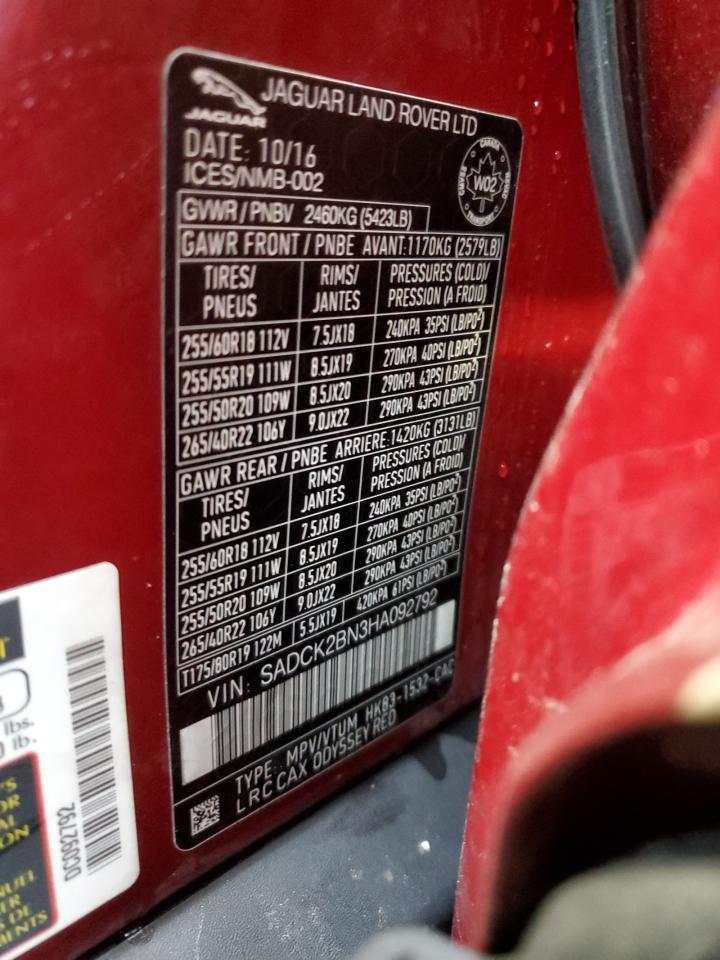 JAGUAR
JAGUAR LAND ROVER LTD
DATE: 10/16
ICES/NMB-002
CANADA
W02
TRANSPORT
GVWR / PNBV 2460KG (5423LB)
GAWR FRONT / PNBE AVANT:1170KG (2579LB)
TIRES/ RIMS/ PRESSURES (COLD)/
PNEUS JANTES PRESSION (A FROID)
255/60R18 112V 7.5JX18 240KPA 35PSI (LB/PO²)
255/55R19 111W 8.5JX19 270KPA 40PSI (LB/PO²)
255/50R20 109W 8.5JX20 290KPA 43PSI (LB/PO²)
265/40R22 106Y 9.0JX22 290KPA 43PSI (LB/PO²)
GAWR REAR / PNBE ARRIERE:1420KG (3131LB)
TIRES/ RIMS/ PRESSURES (COLD)/
PNEUS JANTES PRESSION (A FROID)
255/60R18 112V 7.5JX18 240KPA 35PSI (LB/PO²)
255/55R19 111W 8.5JX19 270KPA 40PSI (LB/PO²)
255/50R20 109W 8.5JX20 290KPA 43PSI (LB/PO²)
265/40R22 106Y 9.0JX22 290KPA 43PSI (LB/PO²)
T175/80R19 122M 5.5JX19 420KPA 61PSI (LB/PO²)
VIN: SADCK2BN3HA092792
TYPE: MPV/VTUM HK83-1532-CAC
LRC CAX ODYSSEY RED
lbs.
lb.
DC092792
DE